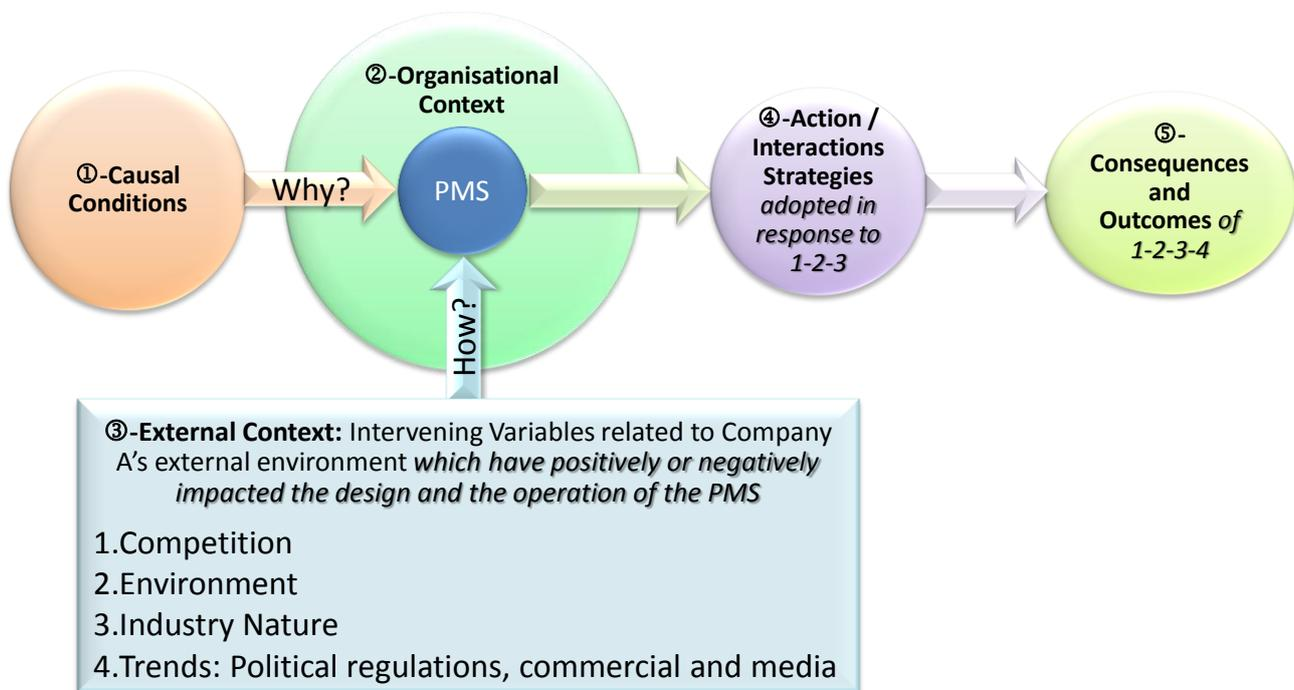 ①-Causal
Conditions
Why?
②-Organisational
Context
PMS
④-Action /
Interactions
Strategies
adopted in
response to
1-2-3
⑤-
Consequences
and
Outcomes of
1-2-3-4
How?
③-External Context: Intervening Variables related to Company
A's external environment which have positively or negatively
impacted the design and the operation of the PMS
1.Competition
2.Environment
3.Industry Nature
4.Trends: Political regulations, commercial and media